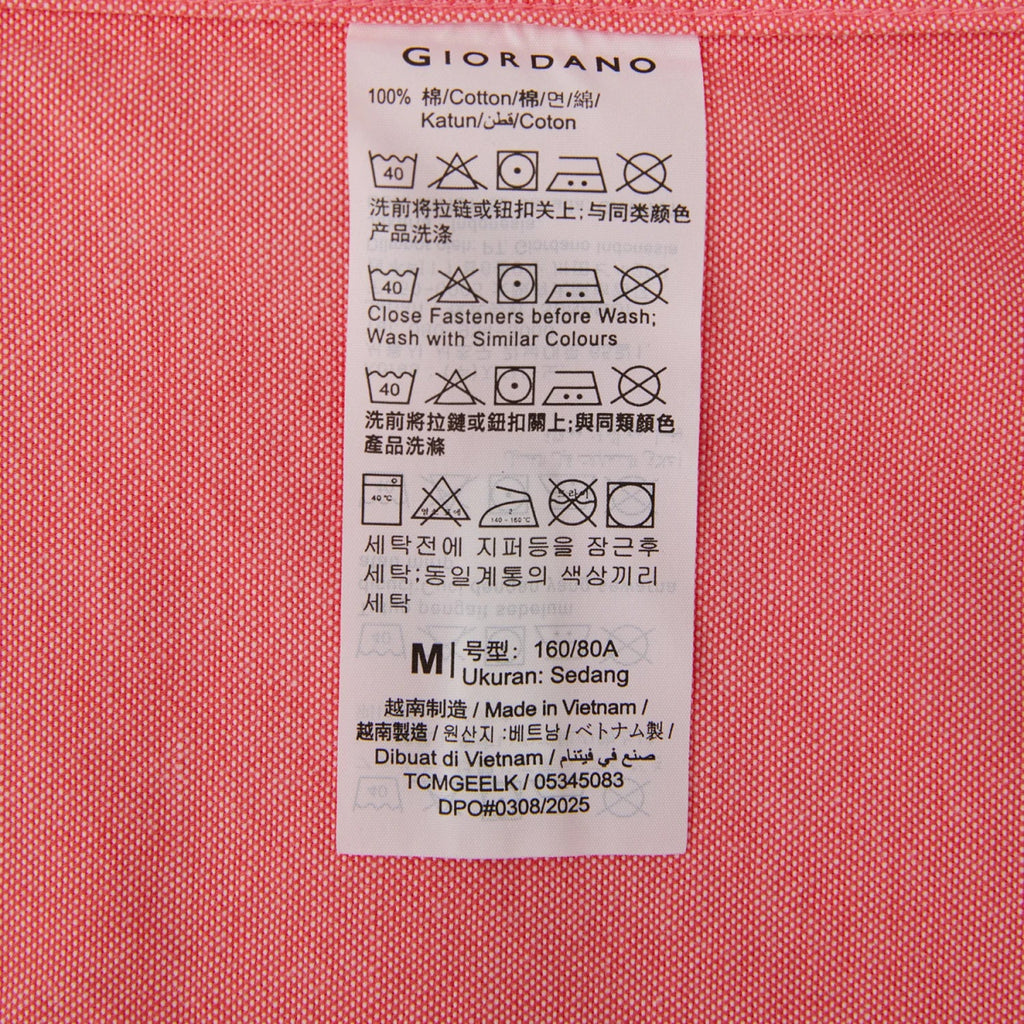 GIORDANO
100% 棉/Cotton/棉/면/綿/
Katun/قطن/Coton
40
洗前将拉链或钮扣关上;与同类颜色
产品洗涤
40
Close Fasteners before Wash;
Wash with Similar Colours
40
洗前將拉鏈或鈕扣關上;與同類顏色
產品洗滌
40 ℃
2
140 ~ 160 ℃
드라이
세탁전에 지퍼등을 잠근후
세탁;동일계통의 색상끼리
세탁
M 号型: 160/80A
Ukuran: Sedang
越南制造 / Made in Vietnam /
越南製造 / 원산지 :베트남 / ベトナム製 /
Dibuat di Vietnam / صنع في فيتنام
TCMGEELK / 05345083
DPO#0308/2025